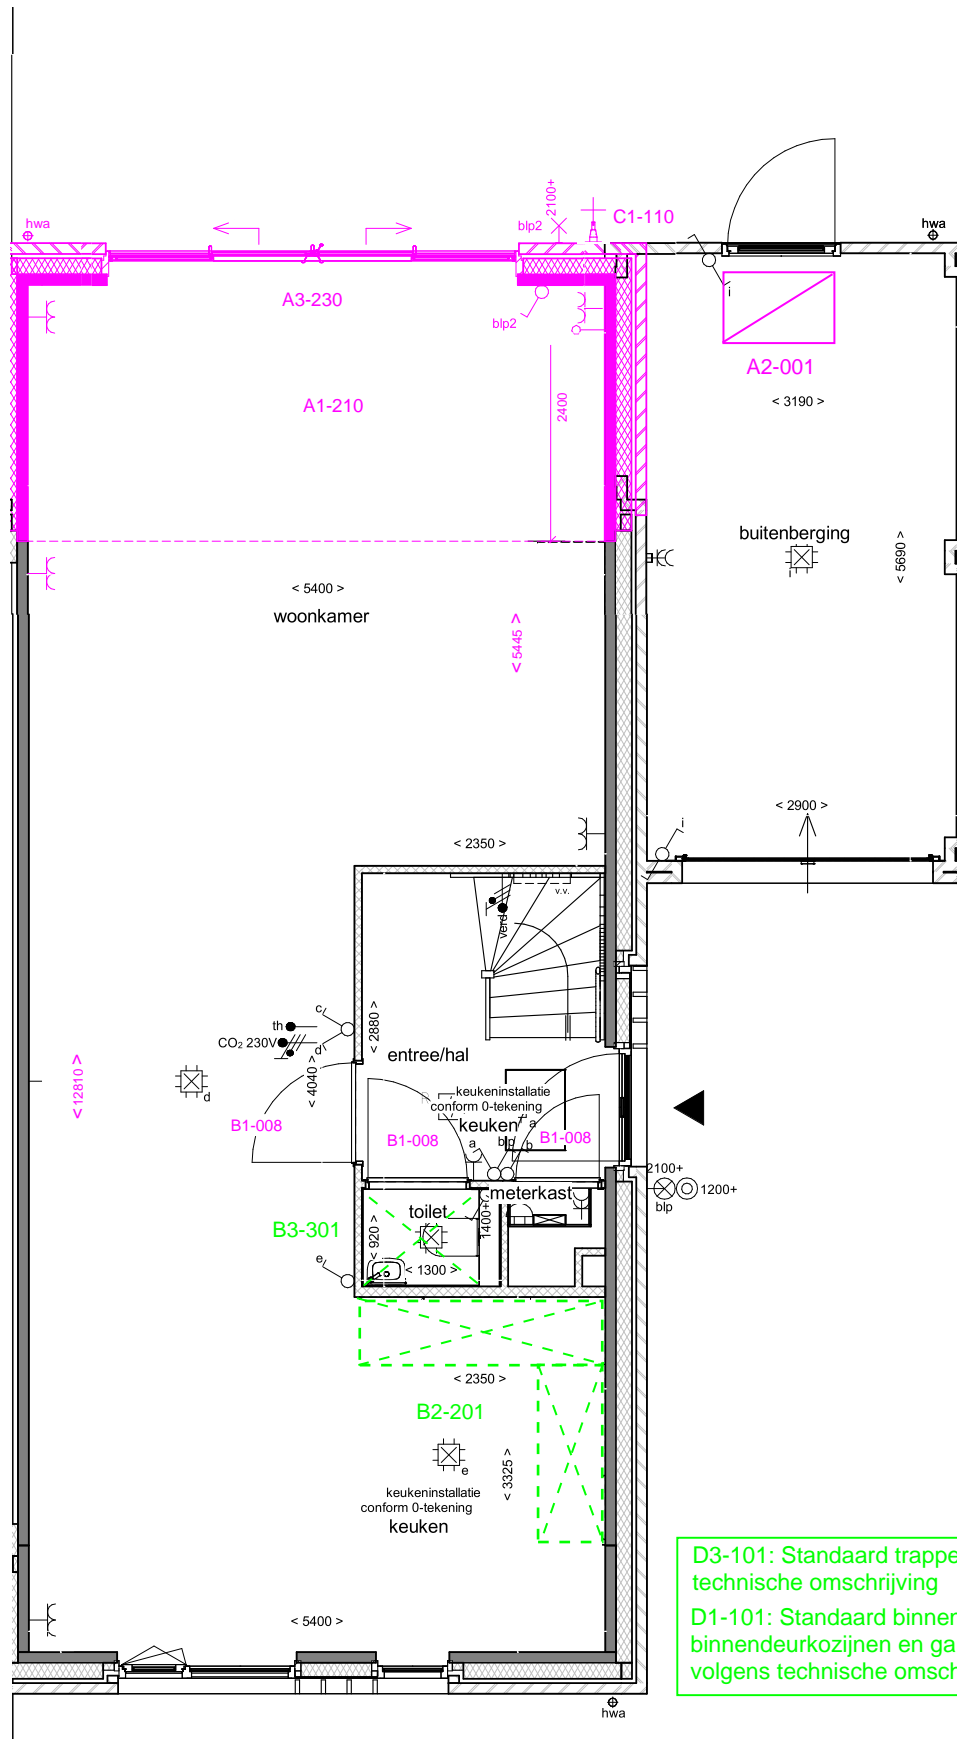 hwa
blp2
2100+
C1-110
hwa
A3-230
blp2
i
A2-001
A1-210
2400
< 3190 >
buitenberging
i
< 5690 >
< 5400 >
woonkamer
< 5445 >
< 2900 >
i
< 2350 >
v.v.
verd
c
th
CO₂ 230V
d
< 2880 >
entree/hal
< 4040 >
< 12810 >
d
keukeninstallatie
conform 0-tekening
keuken
B1-008
B1-008
B1-008
a
a
blp
b
2100+
1200+
blp
meterkast
toilet
1400+
B3-301
< 920 >
< 1300 >
e
< 2350 >
B2-201
e
< 3325 >
keukeninstallatie
conform 0-tekening
keuken
D3-101: Standaard trappe
technische omschrijving
D1-101: Standaard binnen
binnendeurkozijnen en ga
volgens technische omsch
< 5400 >
hwa